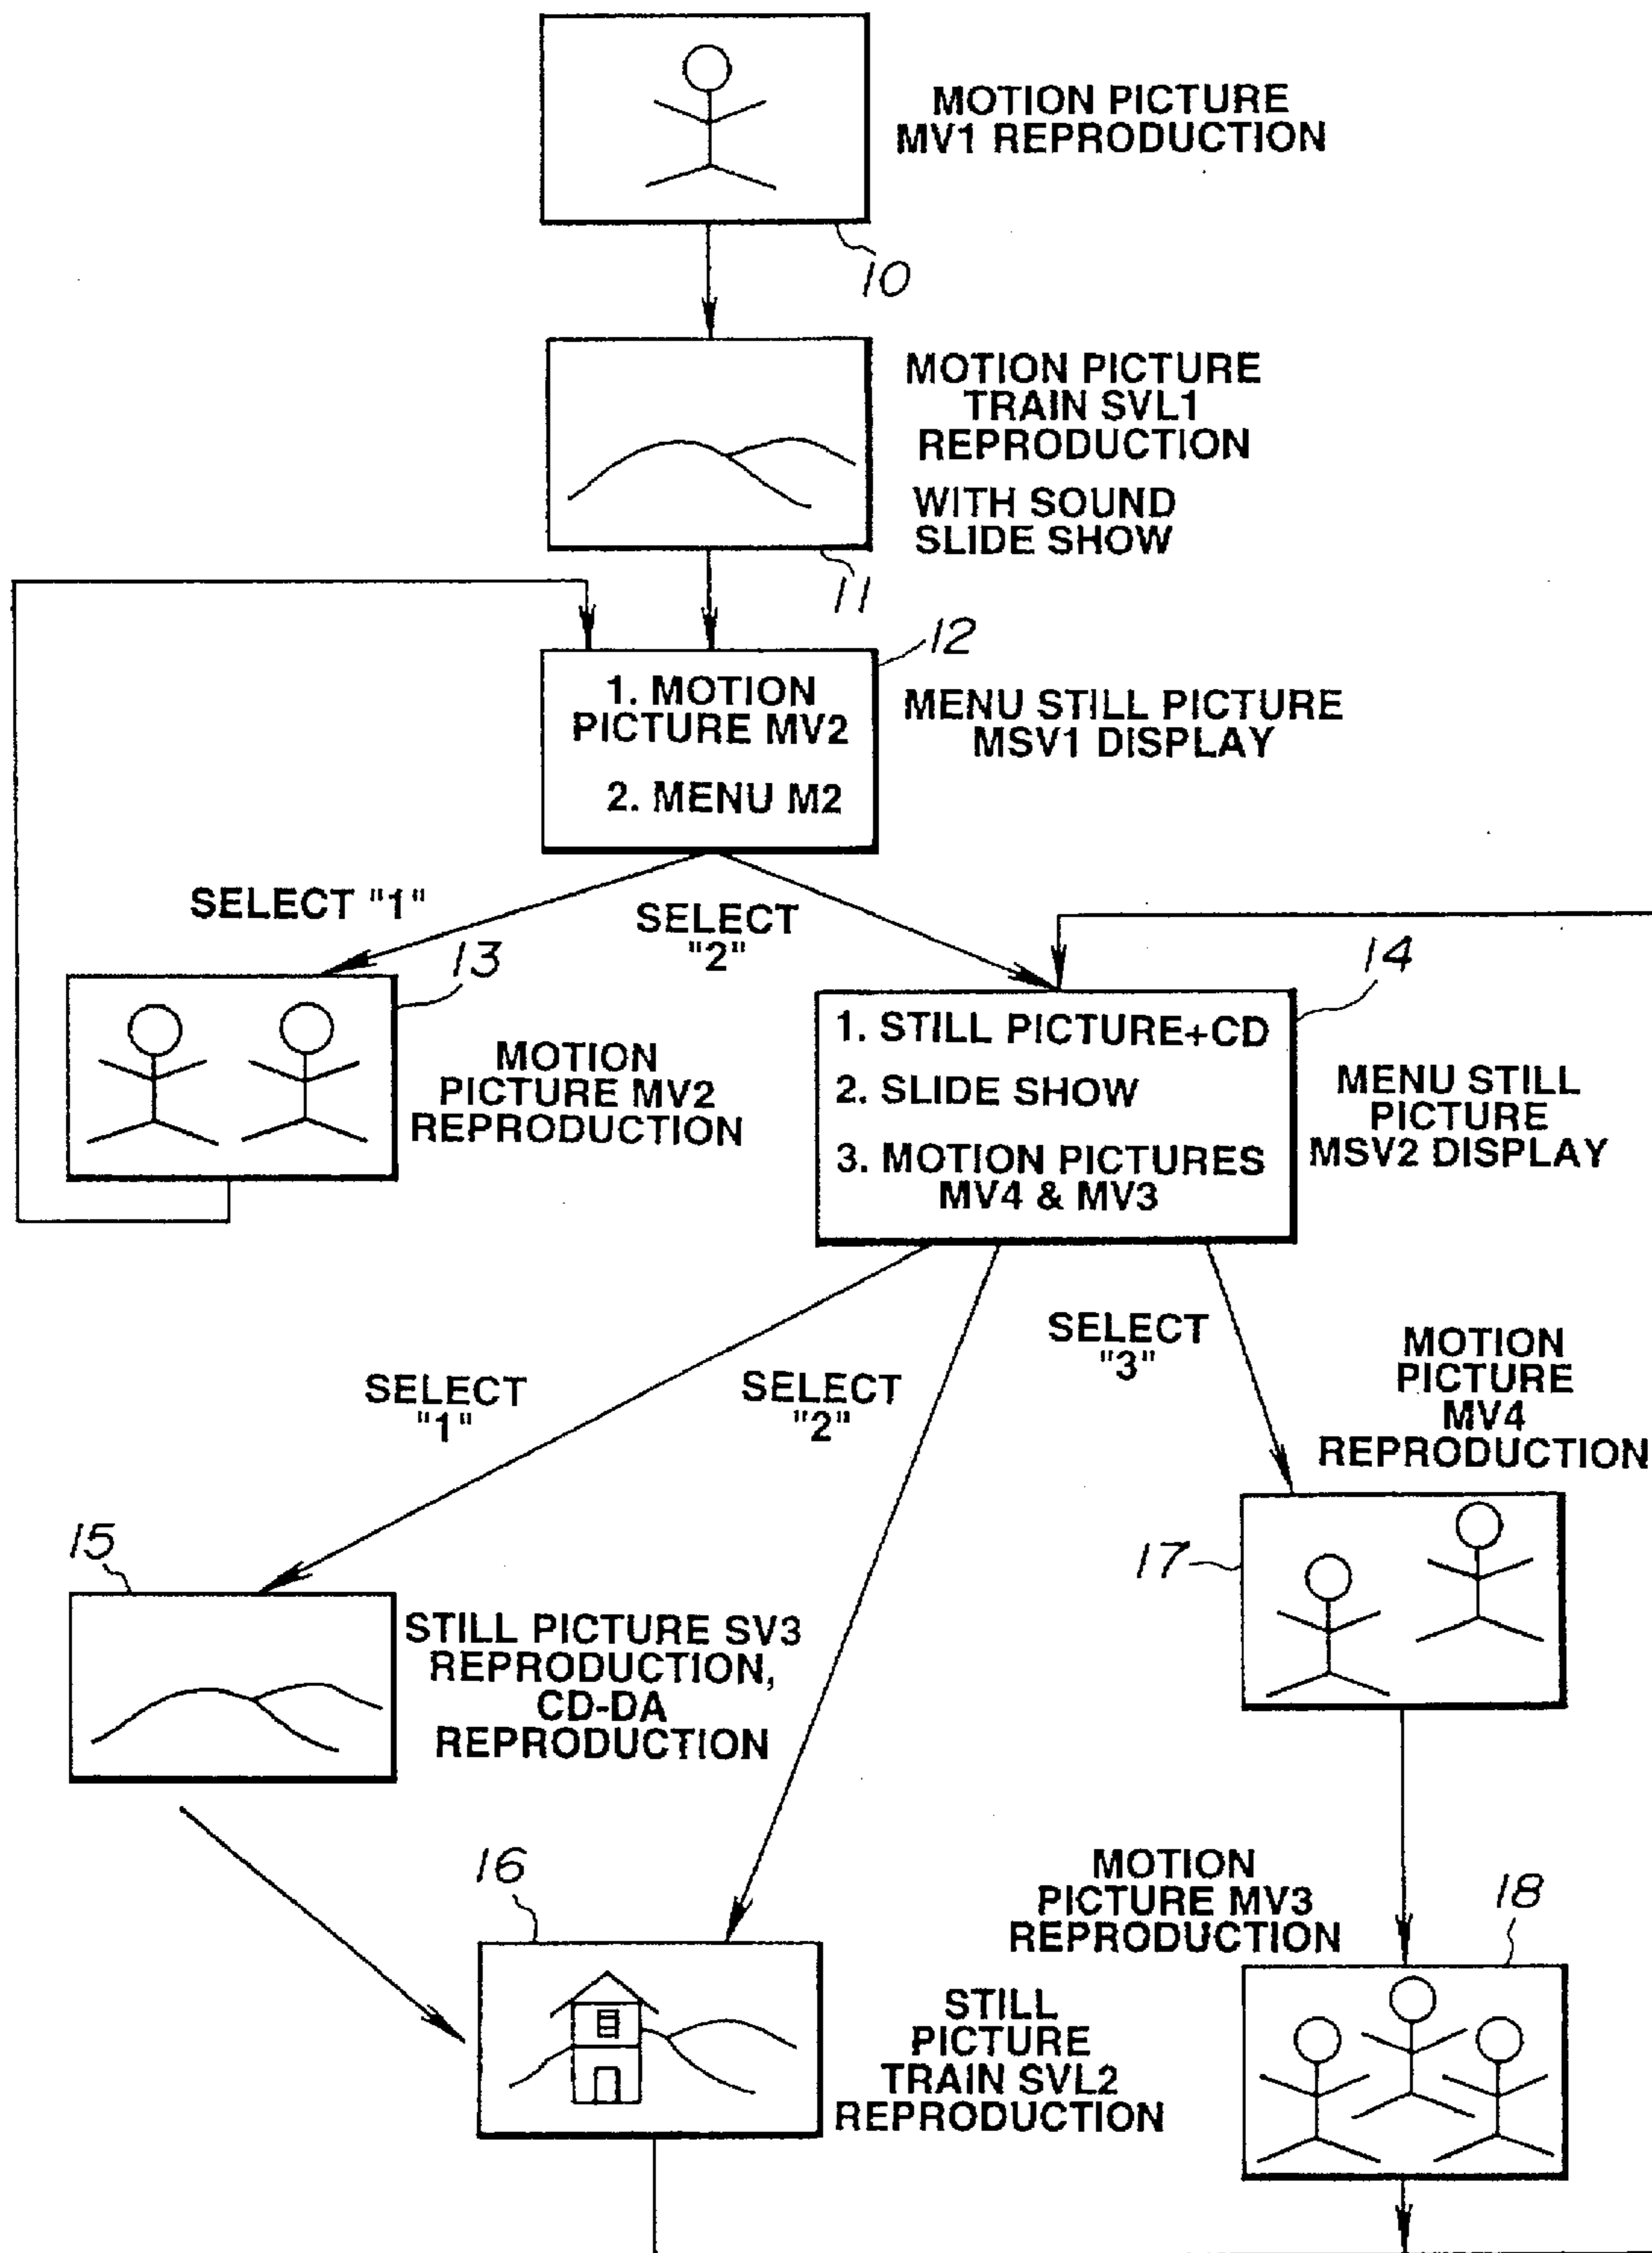 MOTION PICTURE
MV1 REPRODUCTION
10
MOTION PICTURE
TRAIN SVL1
REPRODUCTION
WITH SOUND
SLIDE SHOW
11
12
1. MOTION
PICTURE MV2
2. MENU M2
MENU STILL PICTURE
MSV1 DISPLAY
SELECT "1"
SELECT
"2"
13
MOTION
PICTURE MV2
REPRODUCTION
14
1. STILL PICTURE+CD
2. SLIDE SHOW
3. MOTION PICTURES
MV4 & MV3
MENU STILL
PICTURE
MSV2 DISPLAY
SELECT
"1"
SELECT
"2"
SELECT
"3"
MOTION
PICTURE
MV4
REPRODUCTION
15
STILL PICTURE SV3
REPRODUCTION,
CD-DA
REPRODUCTION
17
16
STILL
PICTURE
TRAIN SVL2
REPRODUCTION
MOTION
PICTURE MV3
REPRODUCTION
18